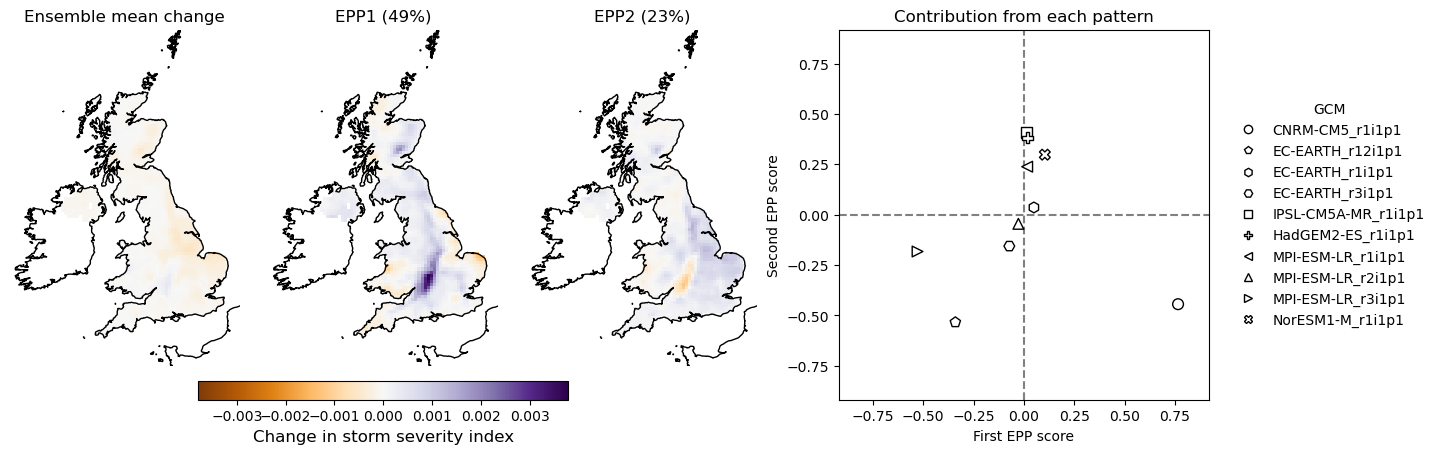 Ensemble mean change
EPP1 (49%)
EPP2 (23%)
Contribution from each pattern
0.75
0.50
0.25
0.00
−0.25
−0.50
−0.75
Second EPP score
−0.75 −0.50 −0.25 0.00 0.25 0.50 0.75
First EPP score
GCM
CNRM-CM5_r1i1p1
EC-EARTH_r12i1p1
EC-EARTH_r1i1p1
EC-EARTH_r3i1p1
IPSL-CM5A-MR_r1i1p1
HadGEM2-ES_r1i1p1
MPI-ESM-LR_r1i1p1
MPI-ESM-LR_r2i1p1
MPI-ESM-LR_r3i1p1
NorESM1-M_r1i1p1
−0.003 −0.002 −0.001 0.000 0.001 0.002 0.003
Change in storm severity index